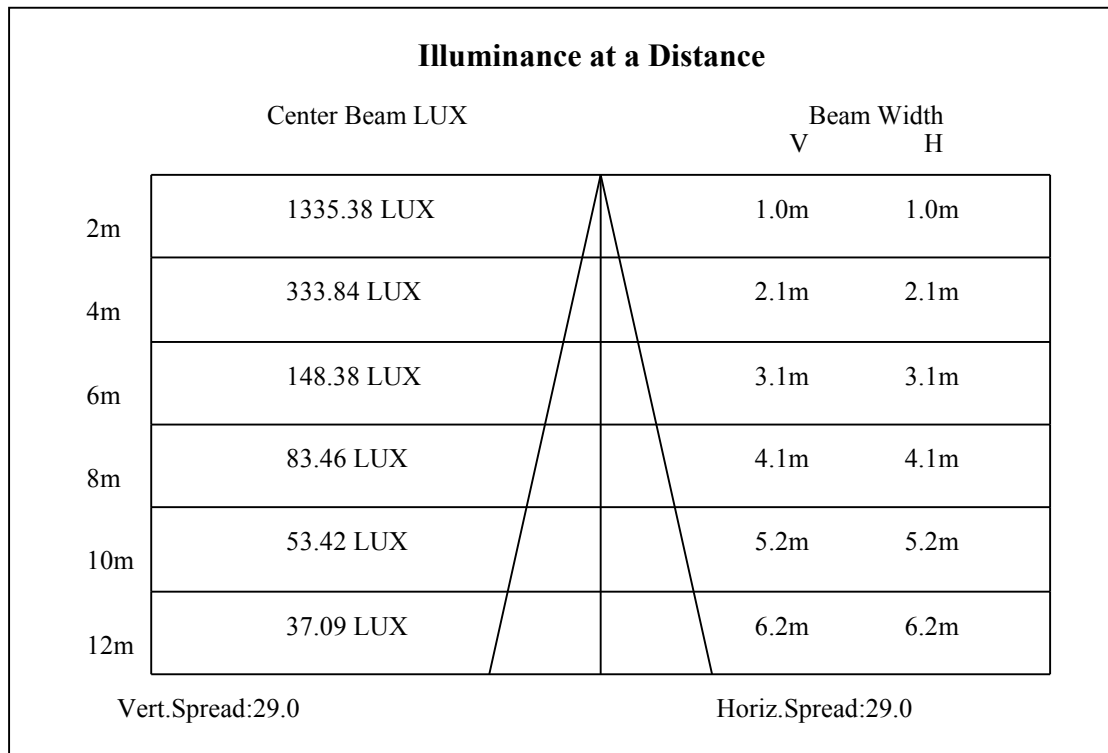 Illuminance at a Distance
Center Beam LUX Beam Width
V H
2m 1335.38 LUX 1.0m 1.0m
4m 333.84 LUX 2.1m 2.1m
6m 148.38 LUX 3.1m 3.1m
8m 83.46 LUX 4.1m 4.1m
10m 53.42 LUX 5.2m 5.2m
12m 37.09 LUX 6.2m 6.2m
Vert.Spread:29.0 Horiz.Spread:29.0